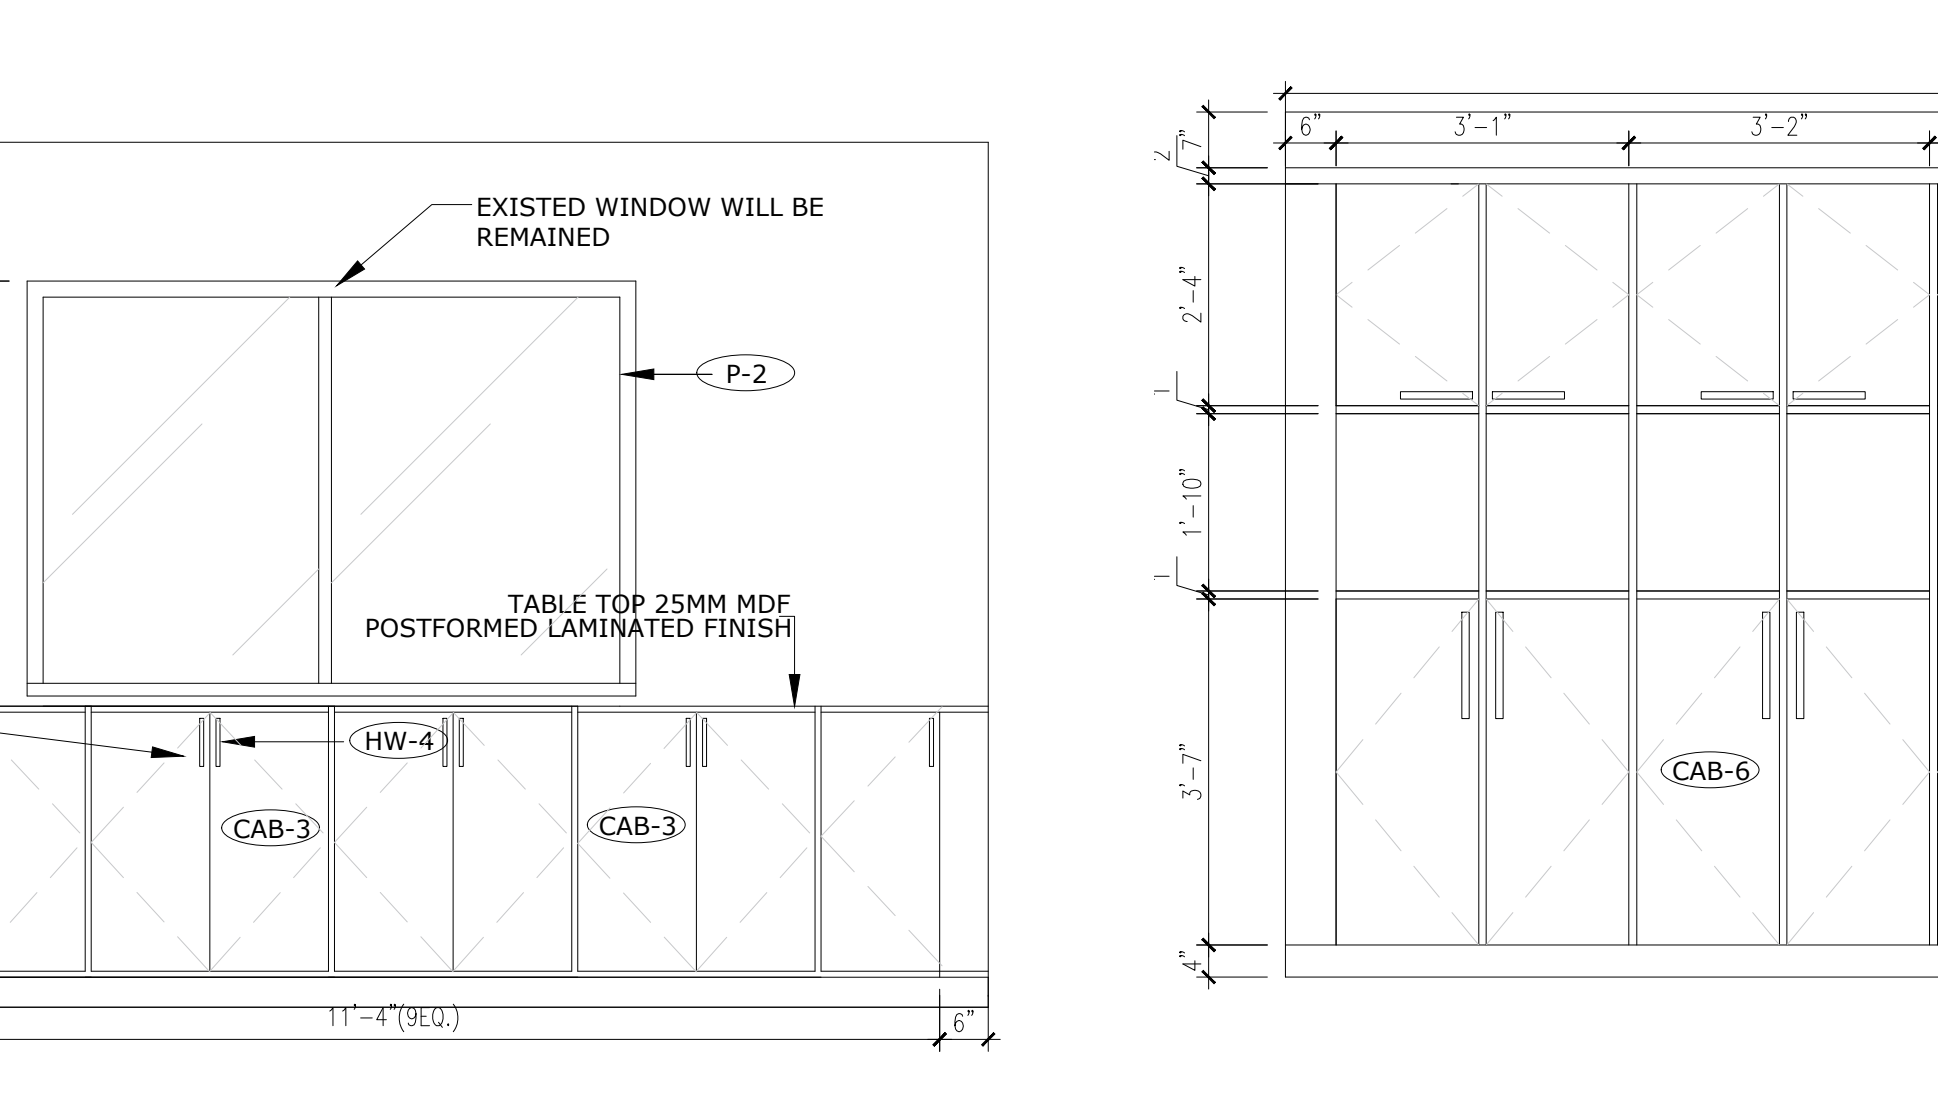 EXISTED WINDOW WILL BE
REMAINED
P-2
TABLE TOP 25MM MDF
POSTFORMED LAMINATED FINISH
HW-4
CAB-3
CAB-3
11'-4"(9EQ.)
6"
6"
3'-1"
3'-2"
7"
2
2'-4"
1
1'-10"
1
3'-7"
4"
CAB-6